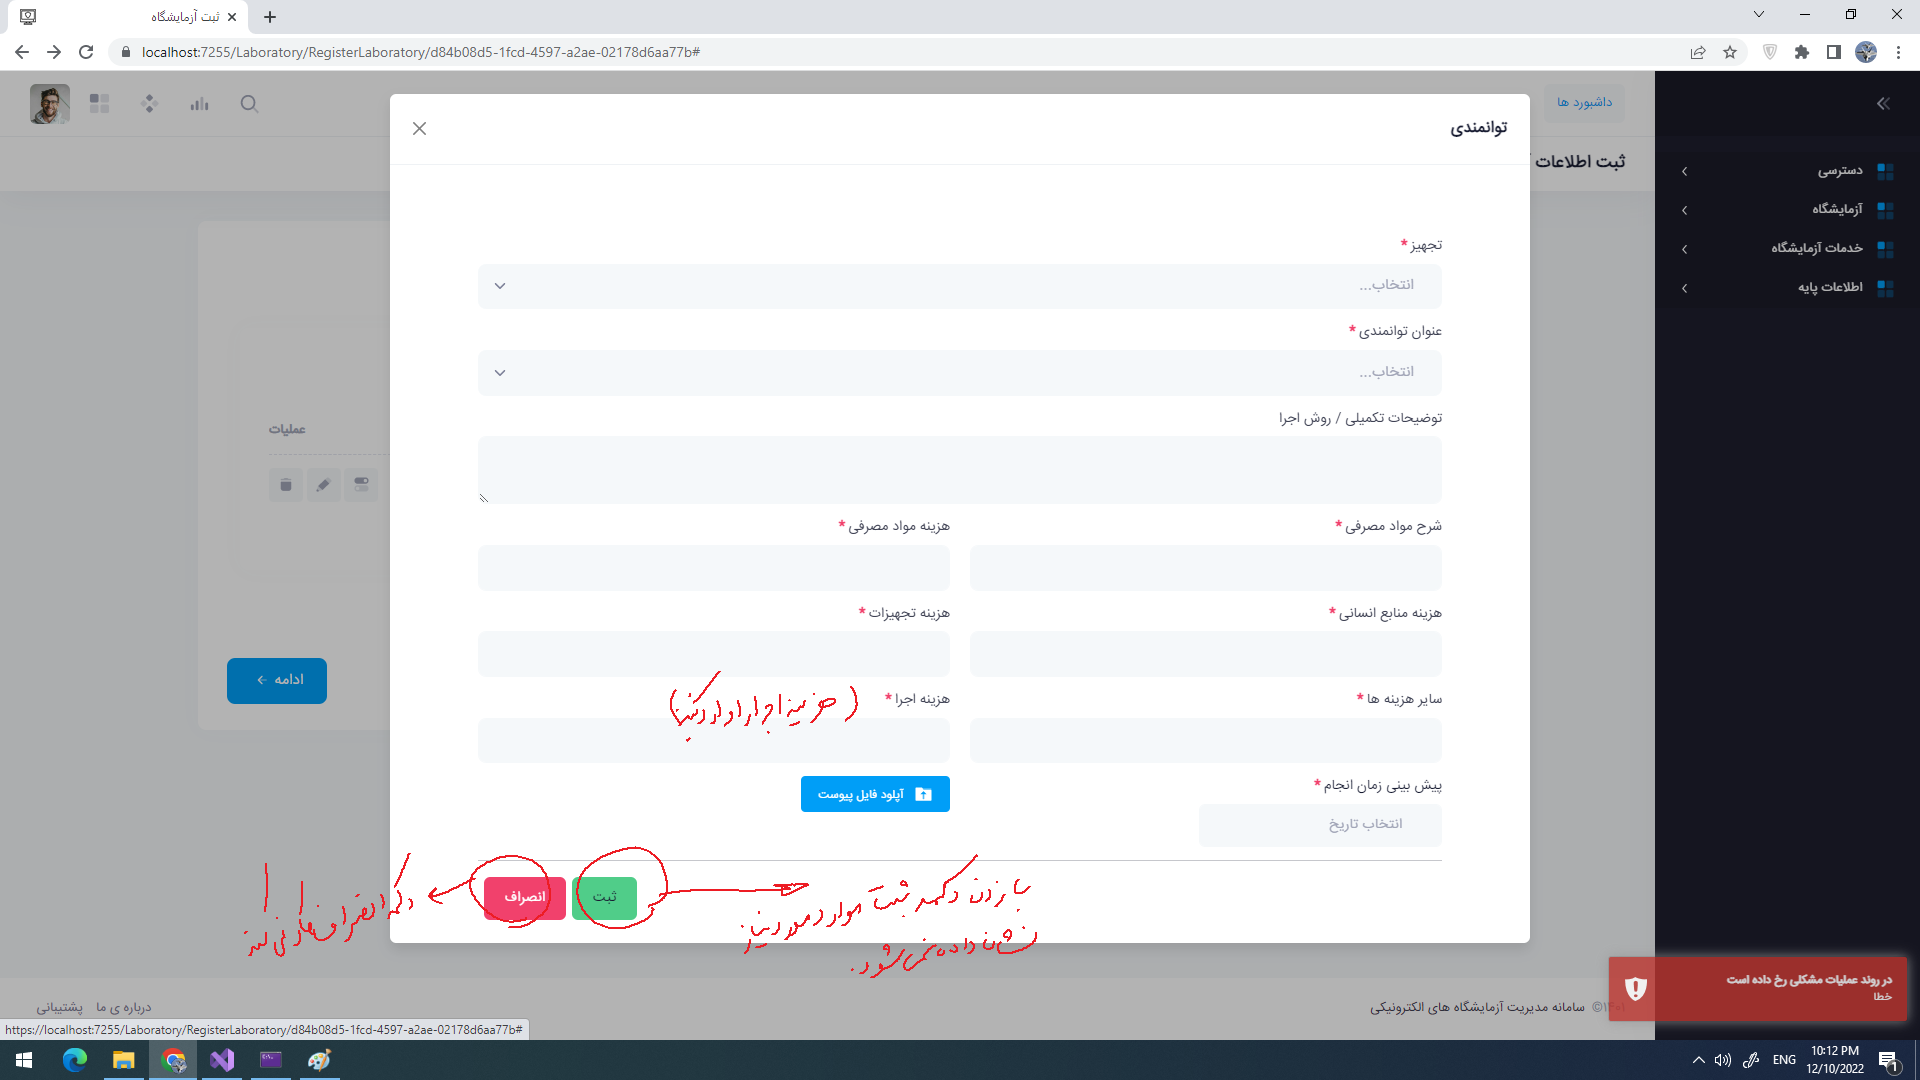 ثبت آزمایشگاه
localhost:7255/Laboratory/RegisterLaboratory/d84b08d5-1fcd-4597-a2ae-02178d6aa77b#
داشبورد ها
توانمندی
ثبت اطلاعات
دسترسی
آزمایشگاه
خدمات آزمایشگاه
اطلاعات پایه
تجهیز *
انتخاب...
عنوان توانمندی *
انتخاب...
توضیحات تکمیلی / روش اجرا
عملیات
شرح مواد مصرفی *
هزینه مواد مصرفی *
هزینه منابع انسانی *
هزینه تجهیزات *
سایر هزینه ها *
هزینه اجرا *
(هزینه اجرا را وارد کنید)
ادامه
پیش بینی زمان انجام *
آپلود فایل پیوست
انتخاب تاریخ
ثبت
انصراف
با زدن دکمه ثبت موارد مورد نیاز
نشان داده نمی شود.
دکمه انصراف کار نمی کند
در روند عملیات مشکلی رخ داده است
خطا
سامانه مدیریت آزمایشگاه های الکترونیکی ©۱۴۰۱
درباره ی ما
پشتیبانی
https://localhost:7255/Laboratory/RegisterLaboratory/d84b08d5-1fcd-4597-a2ae-02178d6aa77b#
ENG
10:12 PM
12/10/2022
1